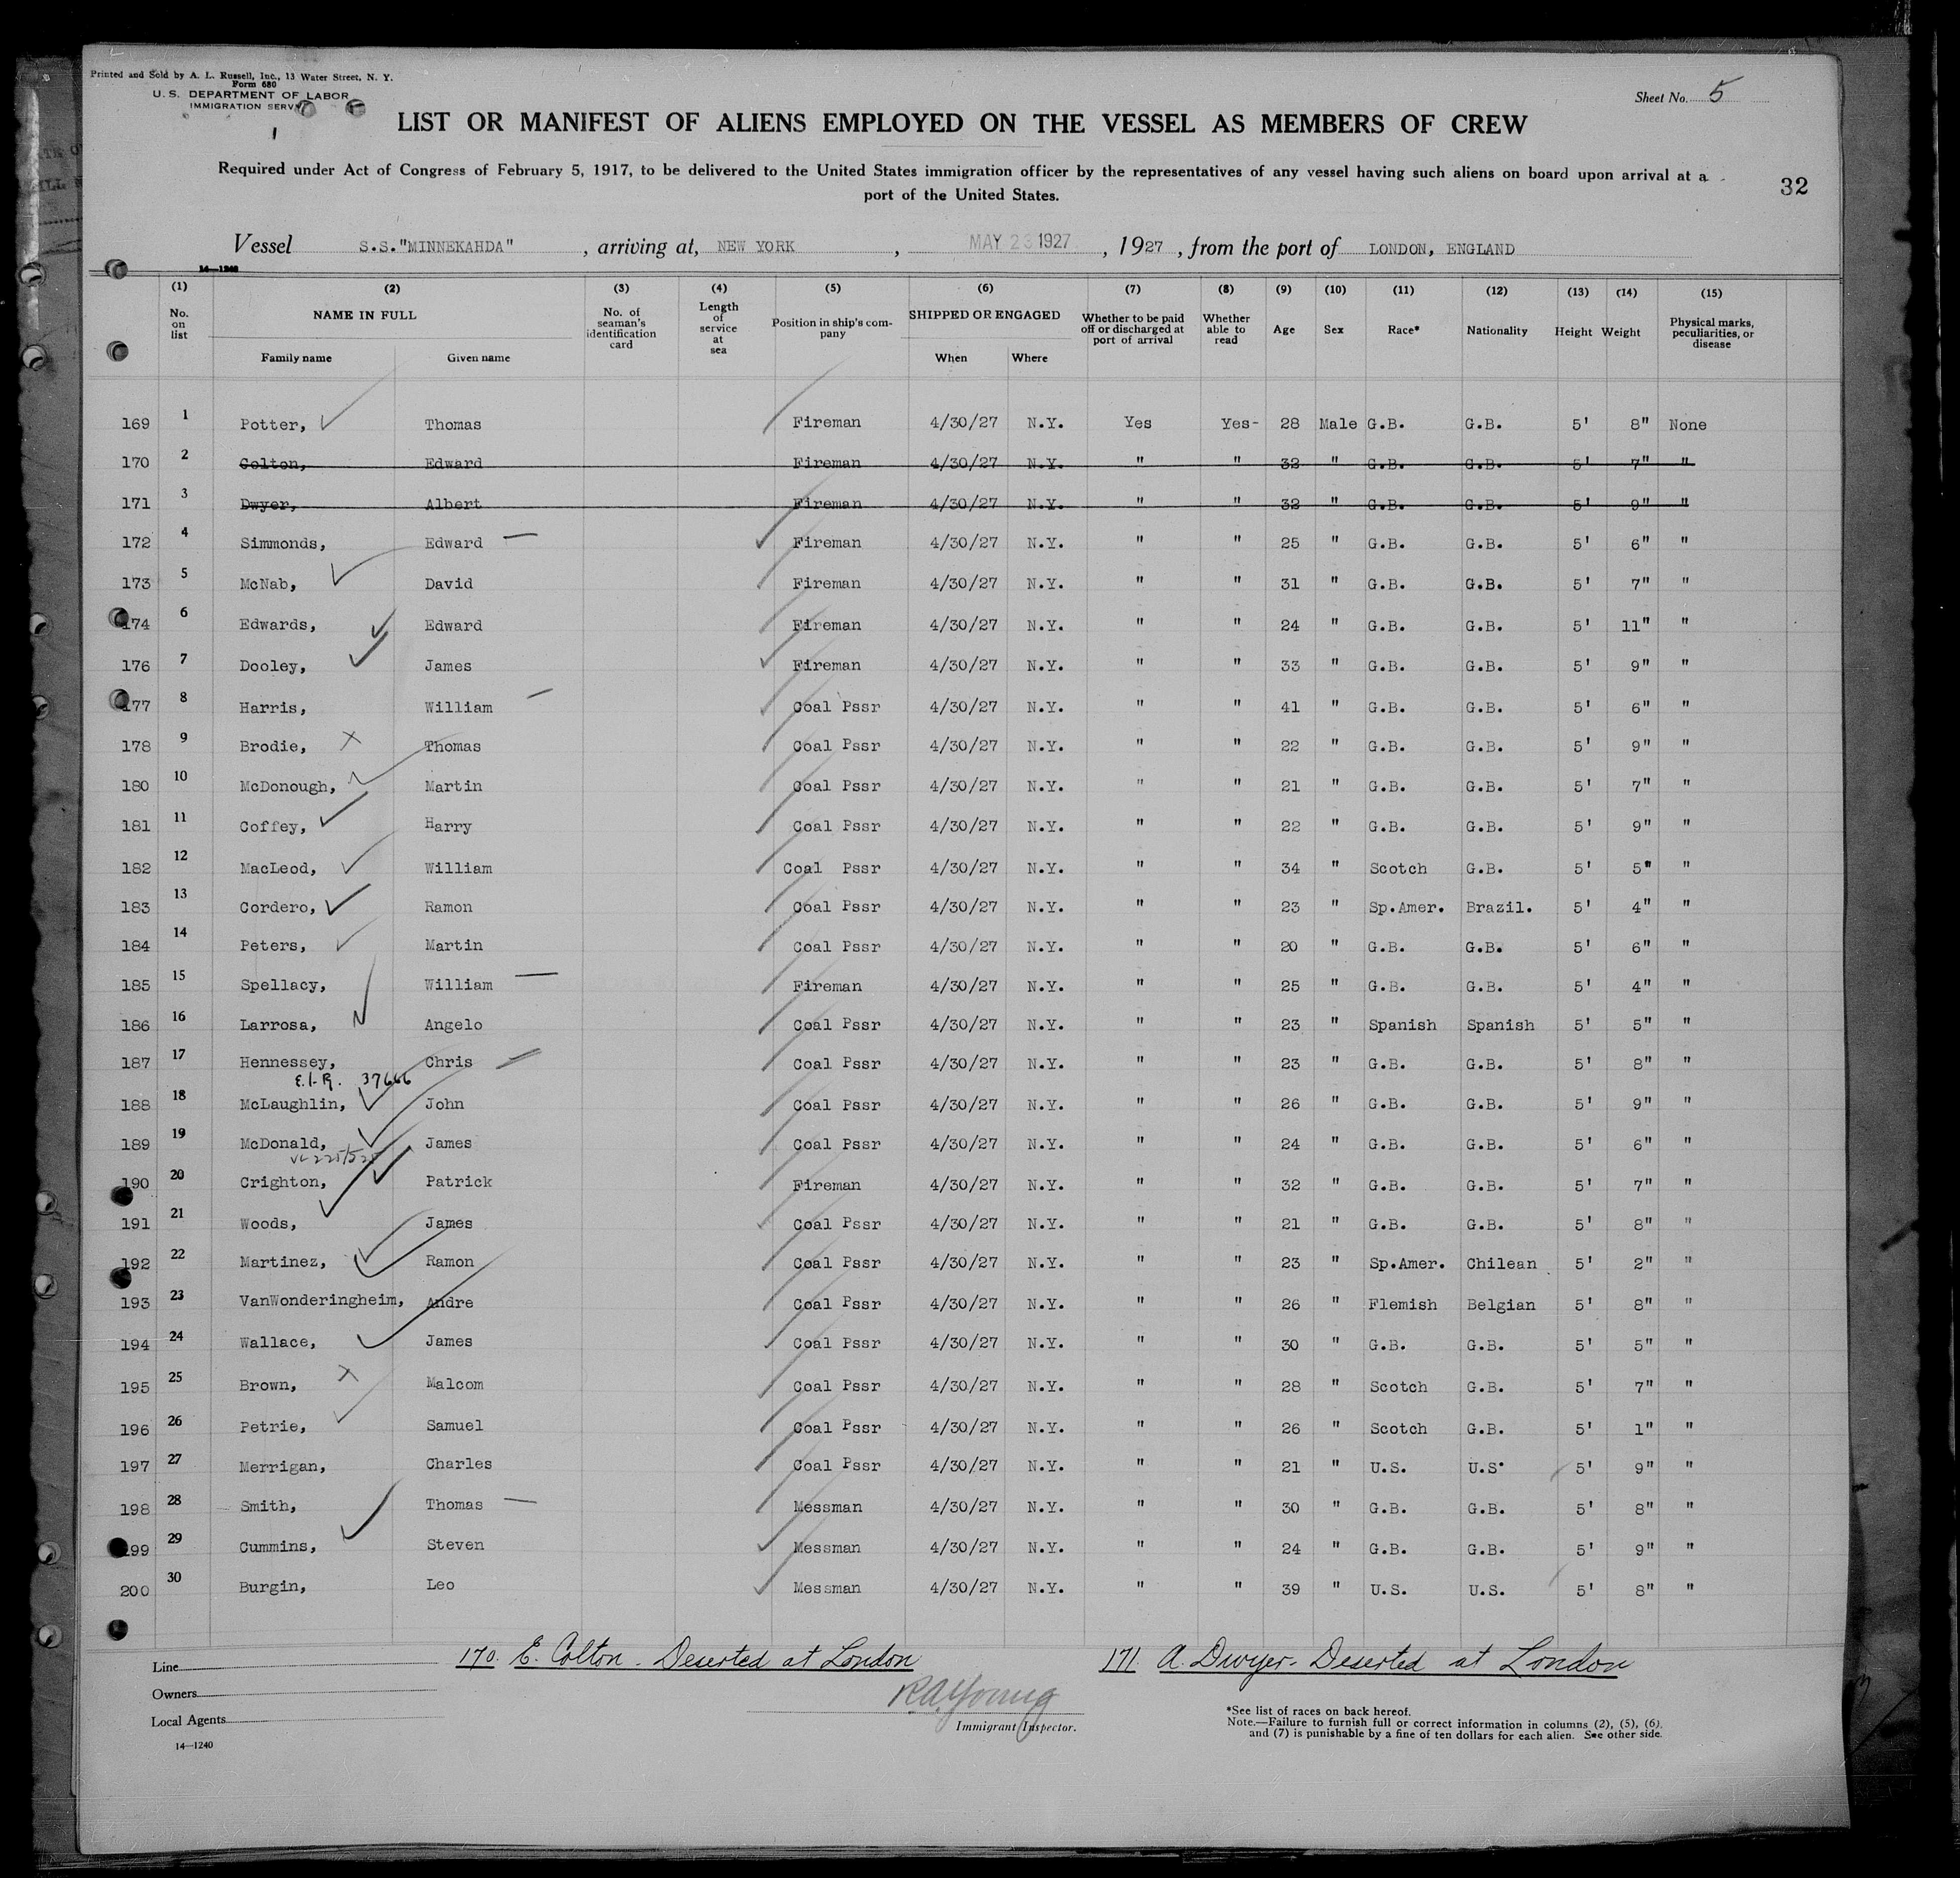 Printed and Sold by A. L. Russell, Inc., 13 Water Street, N. Y.
Form 680
U. S. DEPARTMENT OF LABOR
IMMIGRATION SERV
Sheet No. 5
LIST OR MANIFEST OF ALIENS EMPLOYED ON THE VESSEL AS MEMBERS OF CREW
Required under Act of Congress of February 5, 1917, to be delivered to the United States immigration officer by the representatives of any vessel having such aliens on board upon arrival at a
port of the United States.
32
Vessel S.S."MINNEKAHDA" , arriving at, NEW YORK , MAY 23 1927 , 1927 , from the port of LONDON, ENGLAND
14—1240
(1) (2) (3) (4) (5) (6) (7) (8) (9) (10) (11) (12) (13) (14) (15)
No. on list NAME IN FULL Family name Given name No. of seaman's identification card Length of service at sea Position in ship's company SHIPPED OR ENGAGED When Where Whether to be paid off or discharged at port of arrival Whether able to read Age Sex Race* Nationality Height Weight Physical marks, peculiarities, or disease
169 1 Potter, Thomas Fireman 4/30/27 N.Y. Yes Yes- 28 Male G.B. G.B. 5' 8" None
170 2 Colton, Edward Fireman 4/30/27 N.Y. " " 32 " G.B. G.B. 5' 7" "
171 3 Dwyer, Albert Fireman 4/30/27 N.Y. " " 32 " G.B. G.B. 5' 9" "
172 4 Simmonds, Edward Fireman 4/30/27 N.Y. " " 25 " G.B. G.B. 5' 6" "
173 5 McNab, David Fireman 4/30/27 N.Y. " " 31 " G.B. G.B. 5' 7" "
174 6 Edwards, Edward Fireman 4/30/27 N.Y. " " 24 " G.B. G.B. 5' 11" "
176 7 Dooley, James Fireman 4/30/27 N.Y. " " 33 " G.B. G.B. 5' 9" "
177 8 Harris, William Coal Pssr 4/30/27 N.Y. " " 41 " G.B. G.B. 5' 6" "
178 9 Brodie, Thomas Coal Pssr 4/30/27 N.Y. " " 22 " G.B. G.B. 5' 9" "
180 10 McDonough, Martin Coal Pssr 4/30/27 N.Y. " " 21 " G.B. G.B. 5' 7" "
181 11 Coffey, Harry Coal Pssr 4/30/27 N.Y. " " 22 " G.B. G.B. 5' 9" "
182 12 MacLeod, William Coal Pssr 4/30/27 N.Y. " " 34 " Scotch G.B. 5' 5" "
183 13 Cordero, Ramon Coal Pssr 4/30/27 N.Y. " " 23 " Sp.Amer. Brazil. 5' 4" "
184 14 Peters, Martin Coal Pssr 4/30/27 N.Y. " " 20 " G.B. G.B. 5' 6" "
185 15 Spellacy, William Fireman 4/30/27 N.Y. " " 25 " G.B. G.B. 5' 4" "
186 16 Larrosa, Angelo Coal Pssr 4/30/27 N.Y. " " 23 " Spanish Spanish 5' 5" "
187 17 Hennessey, Chris Coal Pssr 4/30/27 N.Y. " " 23 " G.B. G.B. 5' 8" "
E.I.R. 37666
188 18 McLaughlin, John Coal Pssr 4/30/27 N.Y. " " 26 " G.B. G.B. 5' 9" "
189 19 McDonald, James Coal Pssr 4/30/27 N.Y. " " 24 " G.B. G.B. 5' 6" "
190 20 Crighton, Patrick Fireman 4/30/27 N.Y. " " 32 " G.B. G.B. 5' 7" "
191 21 Woods, James Coal Pssr 4/30/27 N.Y. " " 21 " G.B. G.B. 5' 8" "
192 22 Martinez, Ramon Coal Pssr 4/30/27 N.Y. " " 23 " Sp.Amer. Chilean 5' 2" "
193 23 VanWonderingheim, Andre Coal Pssr 4/30/27 N.Y. " " 26 " Flemish Belgian 5' 8" "
194 24 Wallace, James Coal Pssr 4/30/27 N.Y. " " 30 " G.B. G.B. 5' 5" "
195 25 Brown, Malcom Coal Pssr 4/30/27 N.Y. " " 28 " Scotch G.B. 5' 7" "
196 26 Petrie, Samuel Coal Pssr 4/30/27 N.Y. " " 26 " Scotch G.B. 5' 1" "
197 27 Merrigan, Charles Coal Pssr 4/30/27 N.Y. " " 21 " U.S. U.S. 5' 9" "
198 28 Smith, Thomas Messman 4/30/27 N.Y. " " 30 " G.B. G.B. 5' 8" "
199 29 Cummins, Steven Messman 4/30/27 N.Y. " " 24 " G.B. G.B. 5' 9" "
200 30 Burgin, Leo Messman 4/30/27 N.Y. " " 39 " U.S. U.S. 5' 8" "
170. E. Colton - Deserted at London 171 A. Dwyer- Deserted at London
Line
Owners
Local Agents
14—1240
R.A. Young
Immigrant Inspector.
*See list of races on back hereof.
Note.—Failure to furnish full or correct information in columns (2), (5), (6),
and (7) is punishable by a fine of ten dollars for each alien. See other side.